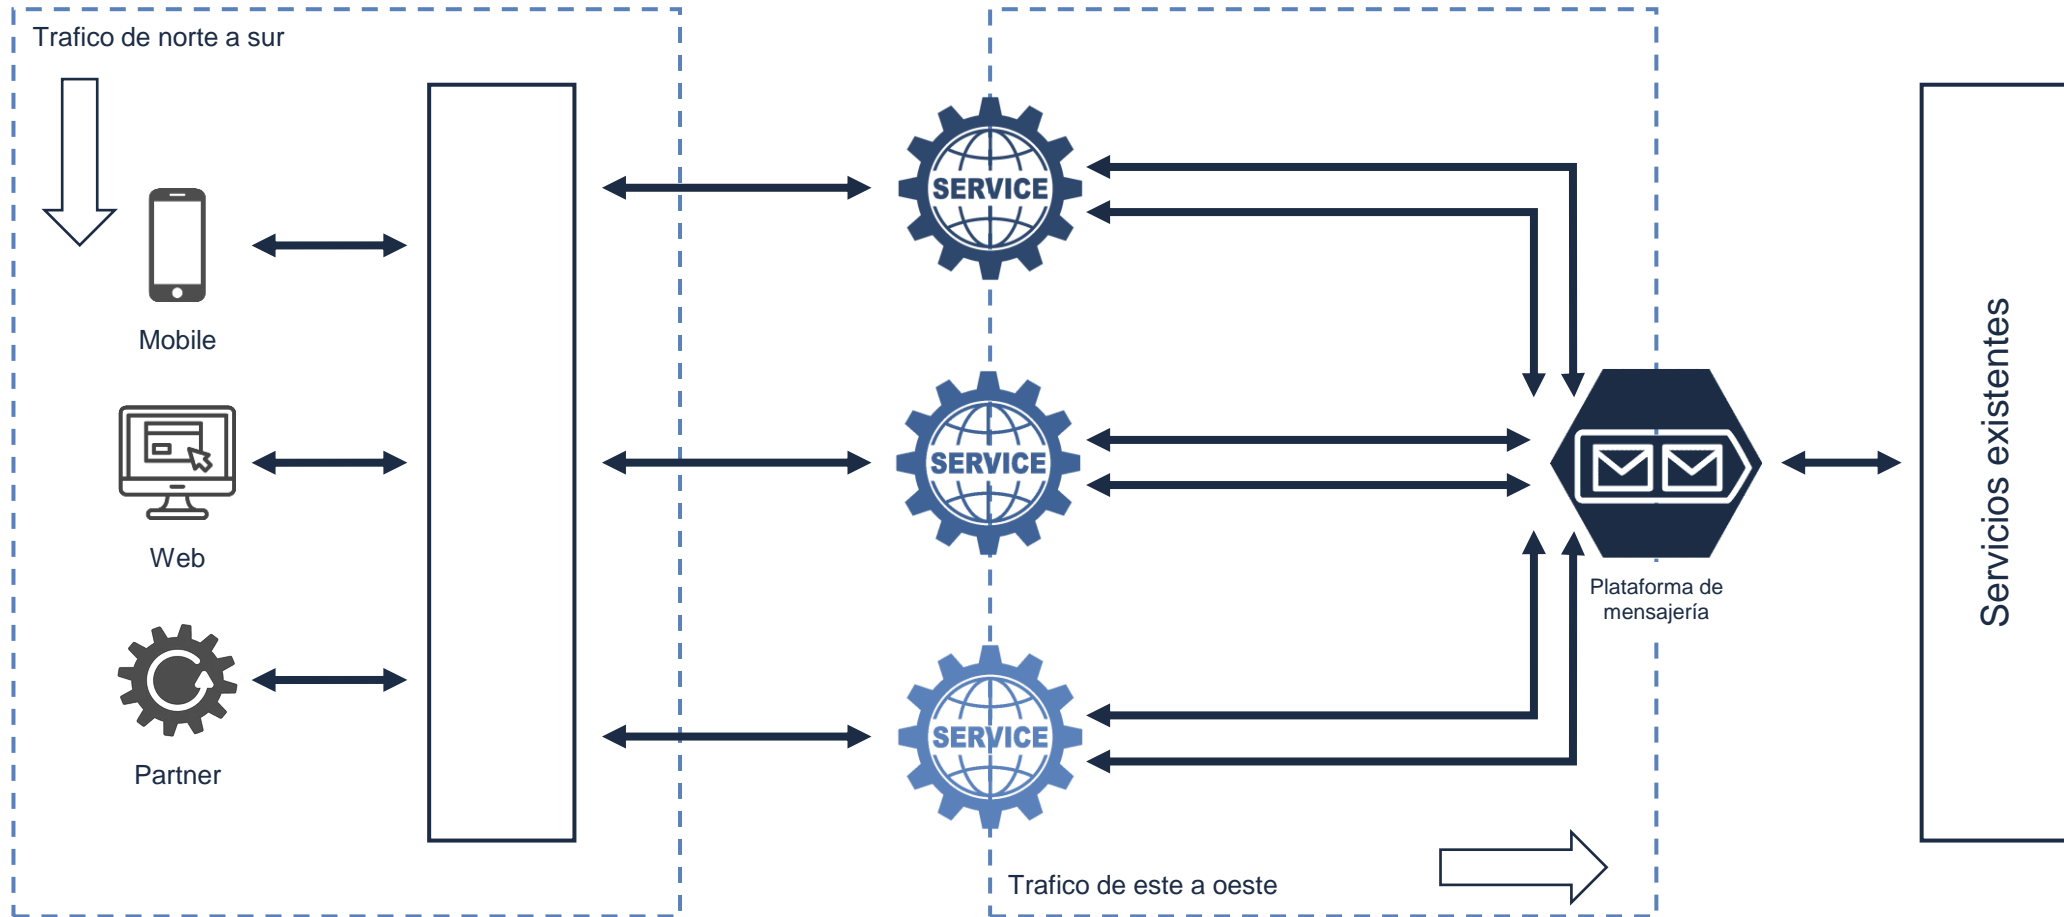 Trafico de norte a sur
Mobile
Web
Partner
SERVICE
SERVICE
SERVICE
Plataforma de
mensajería
Servicios existentes
Trafico de este a oeste